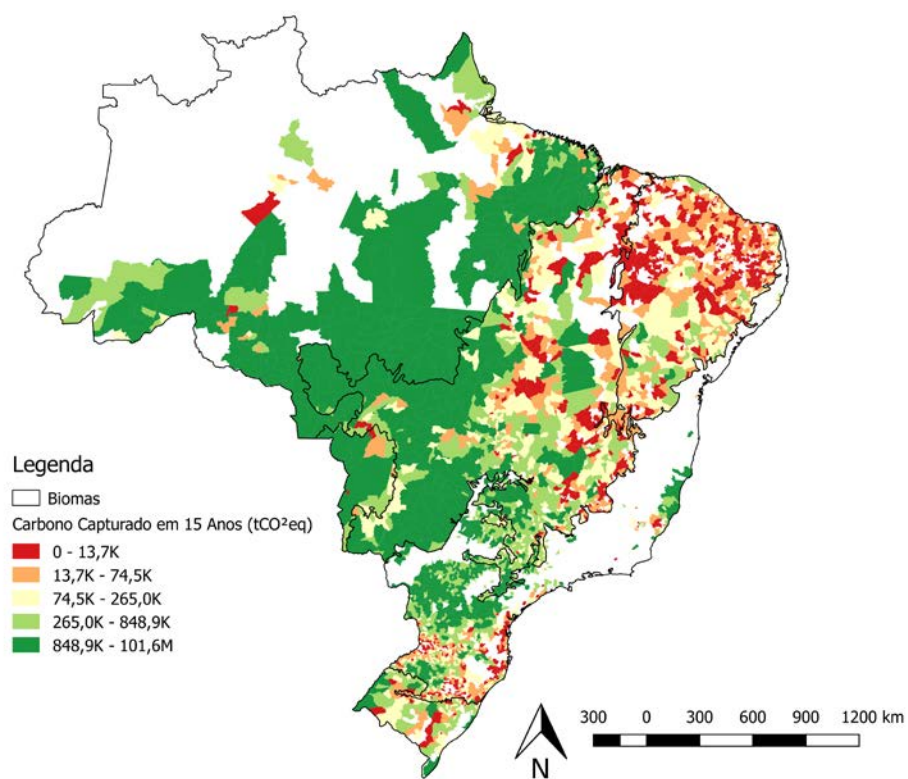 Legenda
Biomas
Carbono Capturado em 15 Anos (tCO²eq)
0 - 13,7K
13,7K - 74,5K
74,5K - 265,0K
265,0K - 848,9K
848,9K - 101,6M
300 0 300 600 900 1200 km
N